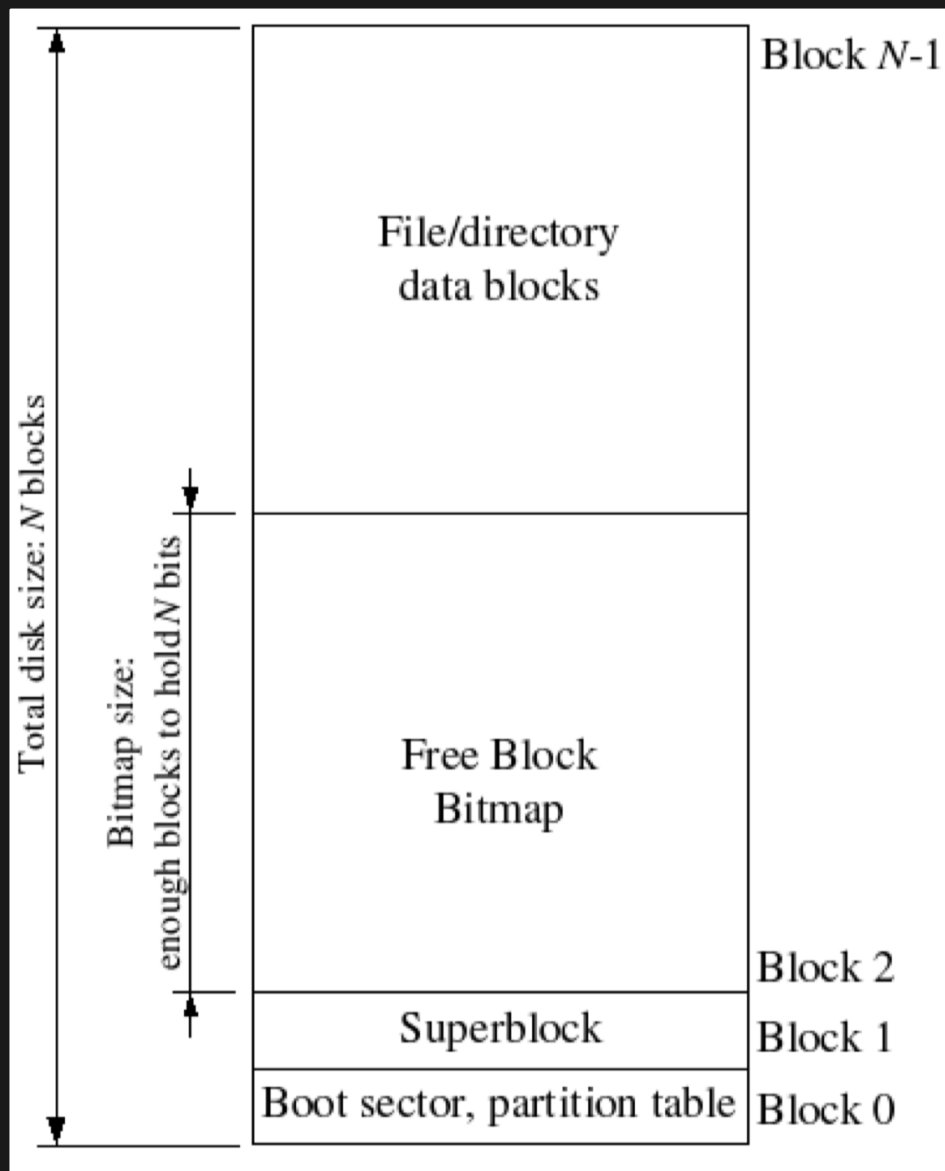 Block N-1
File/directory
data blocks
Total disk size: N blocks
Bitmap size:
enough blocks to hold N bits
Free Block
Bitmap
Block 2
Superblock
Block 1
Boot sector, partition table
Block 0